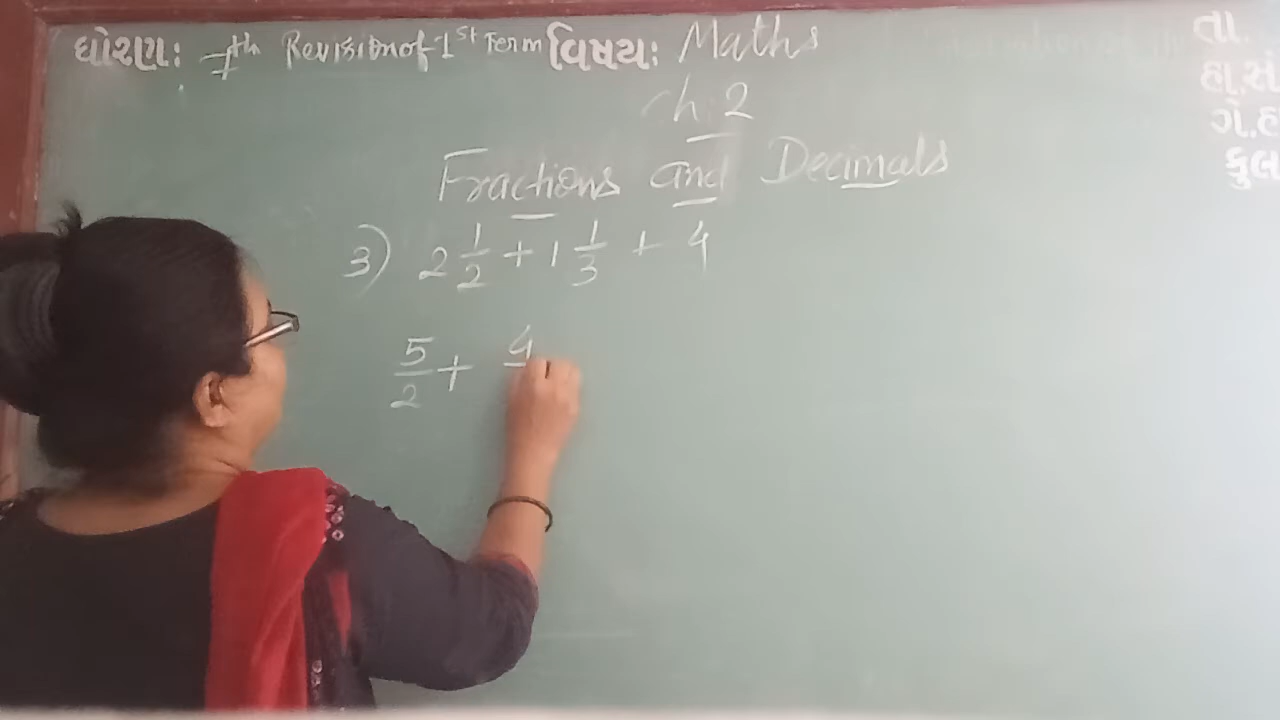 ધોરણ: 7th Revision of 1st Term વિષય: Maths
તા.
હા.સં
ગે.હ
કુલ
Ch: 2
Fractions and Decimals
3) 2 1/2 + 1 1/3 + 4
5/2 + 4